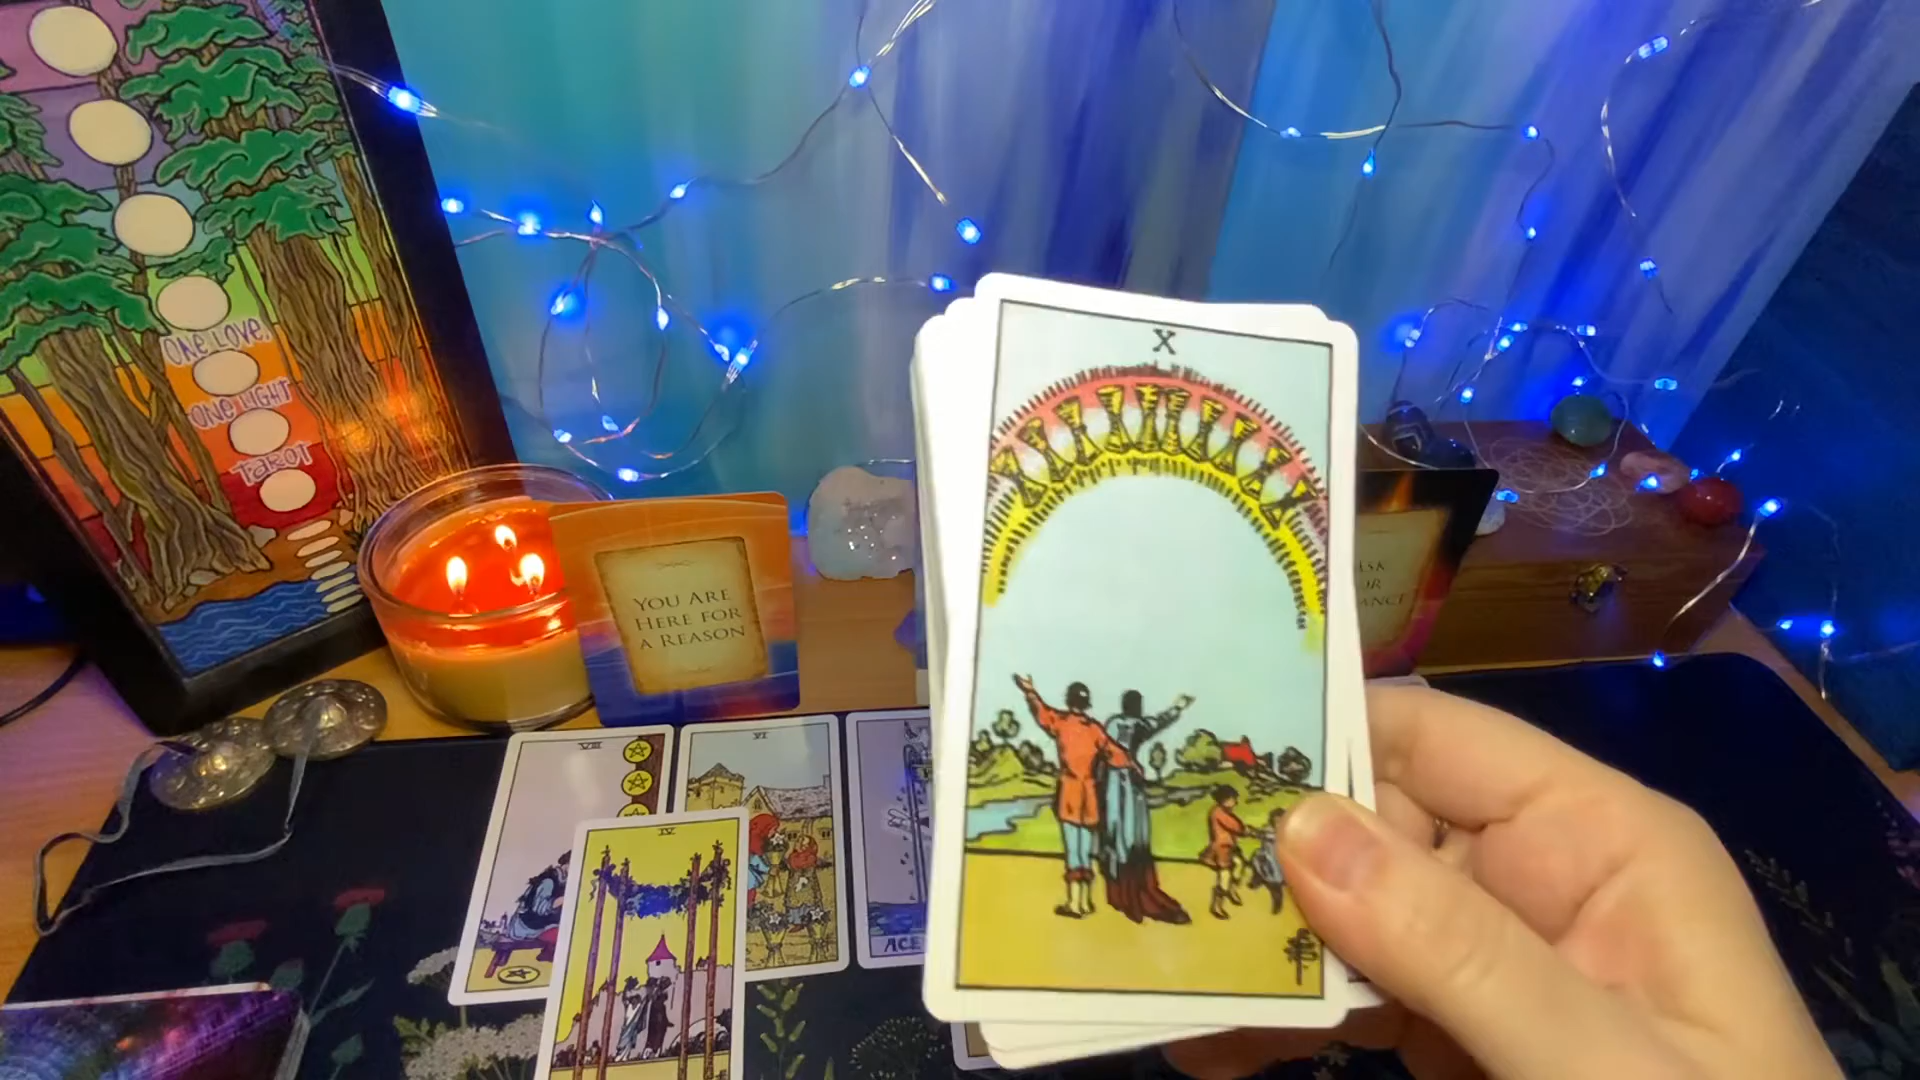 ONE LOVE,
ONE LIGHT
TAROT
YOU ARE
HERE FOR
A REASON
X
VIII
VI
IV
ACE